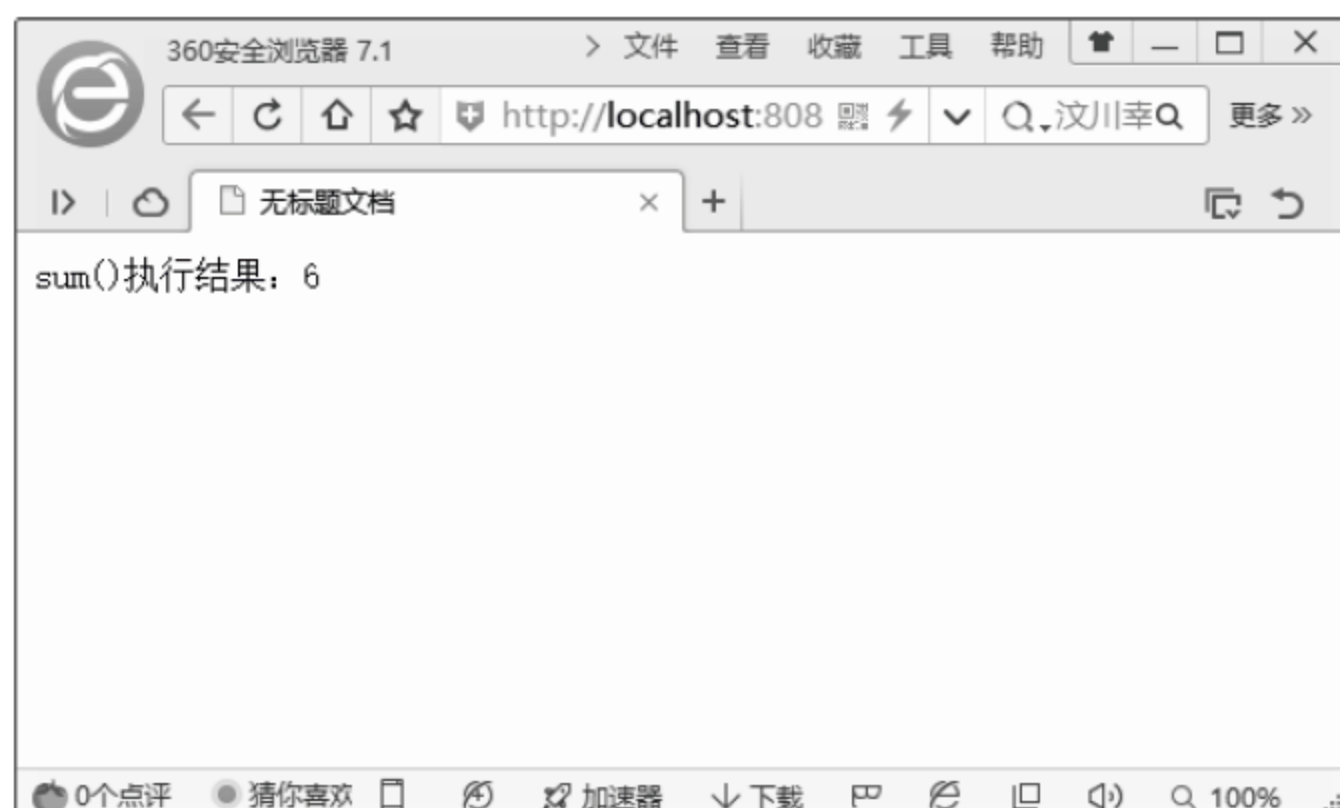 360安全浏览器 7.1 > 文件 查看 收藏 工具 帮助
http://localhost:808 汶川幸 更多 »
无标题文档
sum()执行结果：6
0个点评 猜你喜欢 加速器 下载 100%